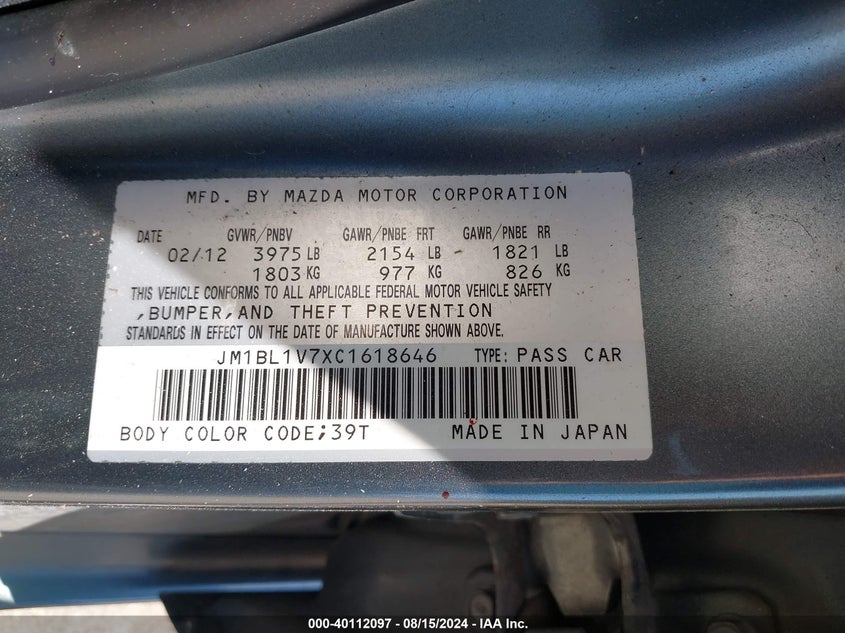 MFD. BY MAZDA MOTOR CORPORATION
DATE GVWR/PNBV GAWR/PNBE FRT GAWR/PNBE RR
02/12 3975 LB 2154 LB 1821 LB
1803 KG 977 KG 826 KG
THIS VEHICLE CONFORMS TO ALL APPLICABLE FEDERAL MOTOR VEHICLE SAFETY
,BUMPER,AND THEFT PREVENTION
STANDARDS IN EFFECT ON THE DATE OF MANUFACTURE SHOWN ABOVE.
JM1BL1V7XC1618646 TYPE: PASS CAR
BODY COLOR CODE;39T MADE IN JAPAN
000-40112097 - 08/15/2024 - IAA Inc.